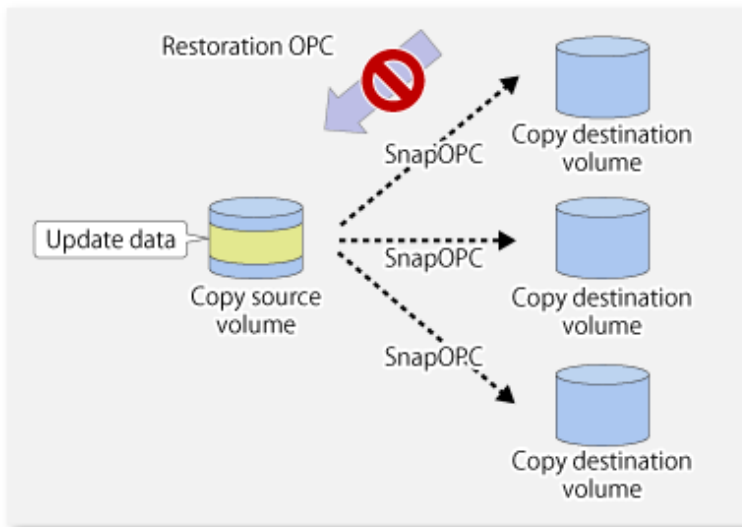 Restoration OPC
SnapOPC
Copy destination
volume
Update data
Copy source
volume
SnapOPC
Copy destination
volume
SnapOPC
Copy destination
volume